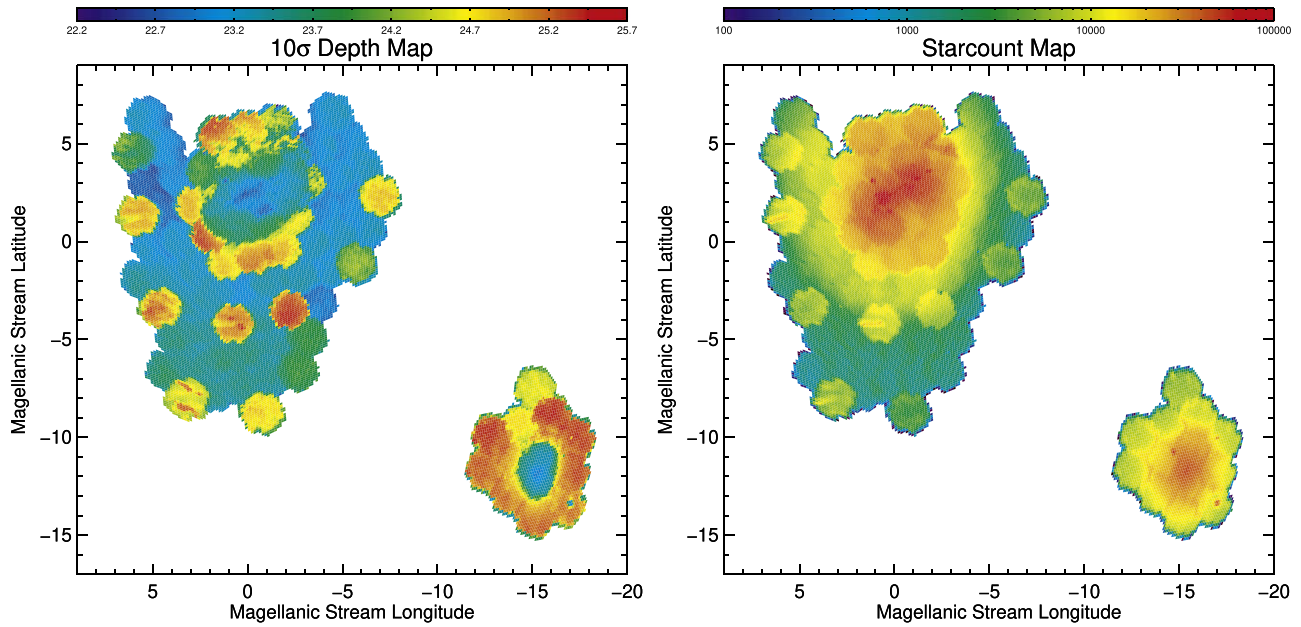 22.2 22.7 23.2 23.7 24.2 24.7 25.2 25.7
10σ Depth Map
5
0
−5
−10
−15
Magellanic Stream Latitude
5 0 −5 −10 −15 −20
Magellanic Stream Longitude
100 1000 10000 100000
Starcount Map
5
0
−5
−10
−15
Magellanic Stream Latitude
5 0 −5 −10 −15 −20
Magellanic Stream Longitude